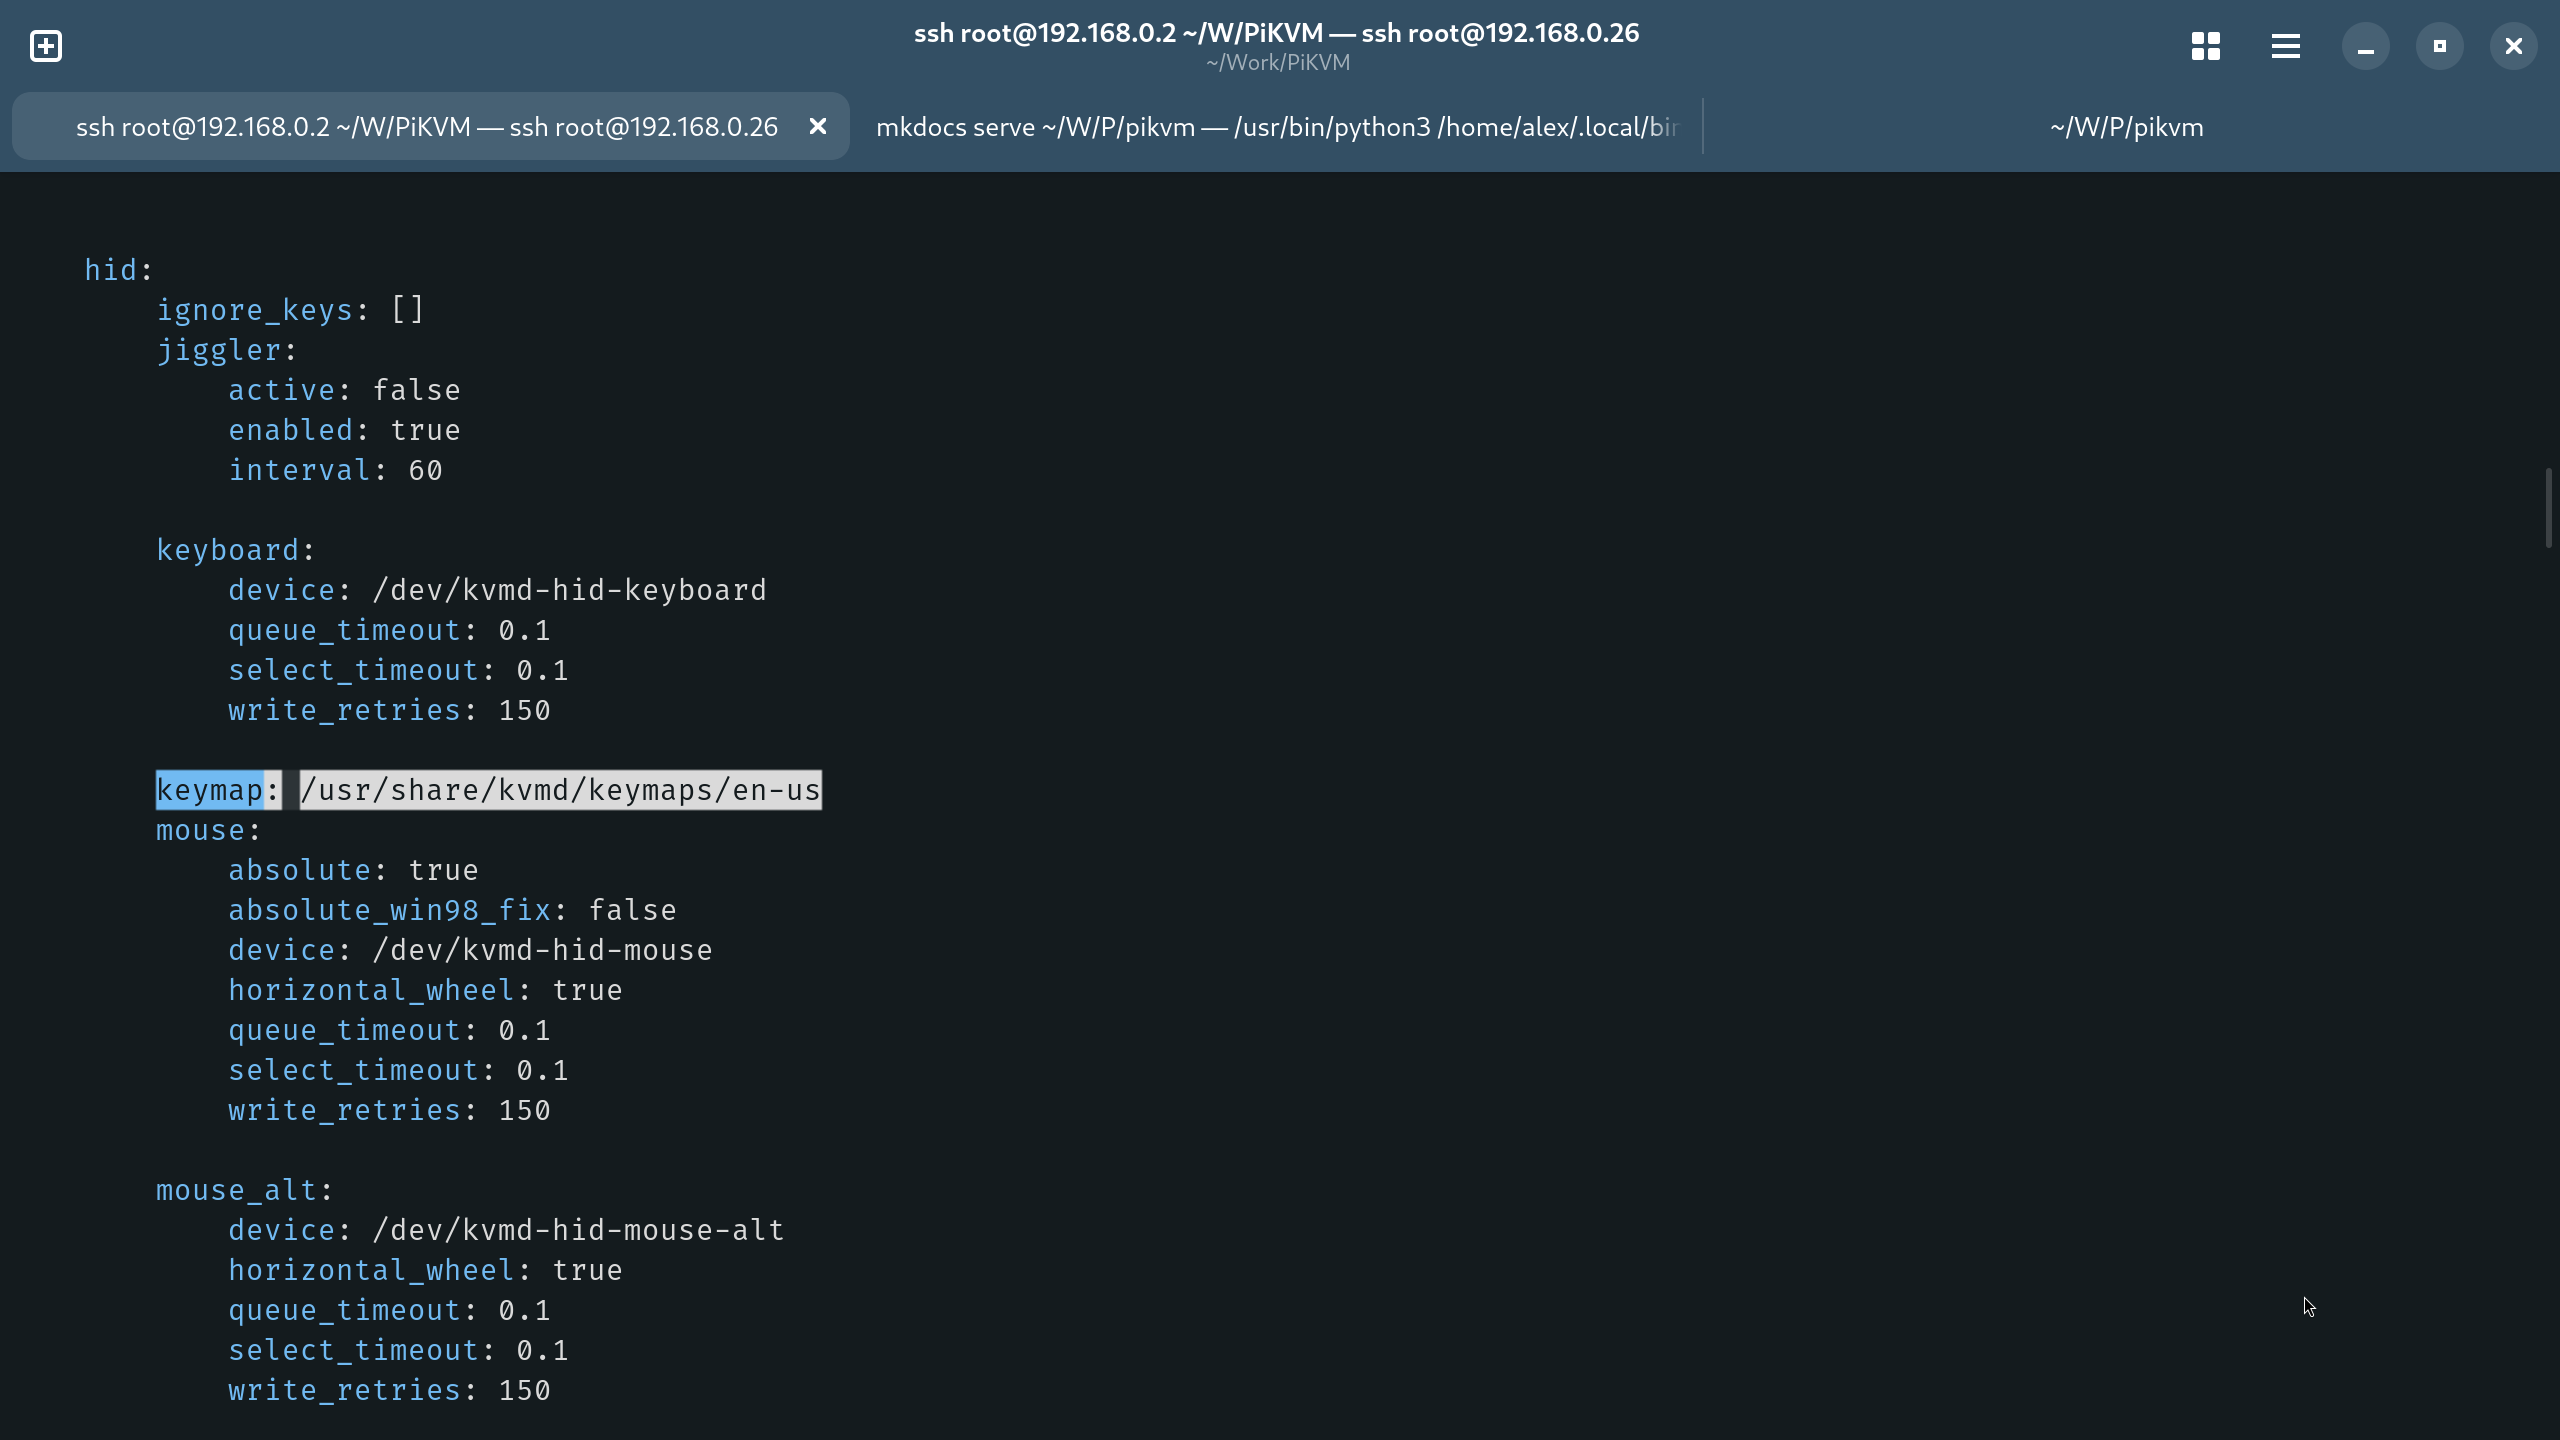 ssh root@192.168.0.2 ~/W/PiKVM — ssh root@192.168.0.26
~/Work/PiKVM
ssh root@192.168.0.2 ~/W/PiKVM — ssh root@192.168.0.26
mkdocs serve ~/W/P/pikvm — /usr/bin/python3 /home/alex/.local/bin
~/W/P/pikvm
hid:
    ignore_keys: []
    jiggler:
        active: false
        enabled: true
        interval: 60
    keyboard:
        device: /dev/kvmd-hid-keyboard
        queue_timeout: 0.1
        select_timeout: 0.1
        write_retries: 150
    keymap: /usr/share/kvmd/keymaps/en-us
    mouse:
        absolute: true
        absolute_win98_fix: false
        device: /dev/kvmd-hid-mouse
        horizontal_wheel: true
        queue_timeout: 0.1
        select_timeout: 0.1
        write_retries: 150
    mouse_alt:
        device: /dev/kvmd-hid-mouse-alt
        horizontal_wheel: true
        queue_timeout: 0.1
        select_timeout: 0.1
        write_retries: 150